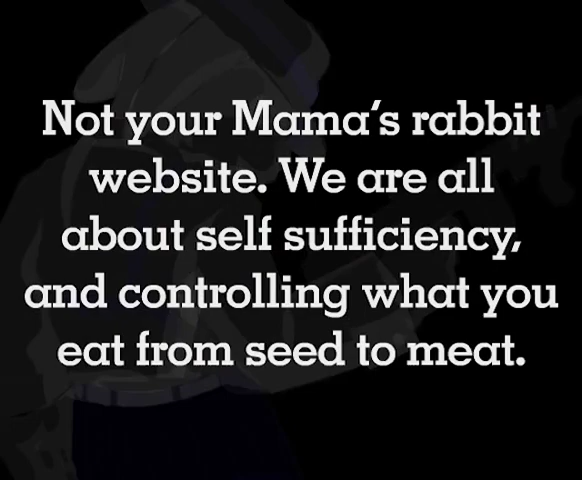 Not your Mama's rabbit
website. We are all
about self sufficiency,
and controlling what you
eat from seed to meat.